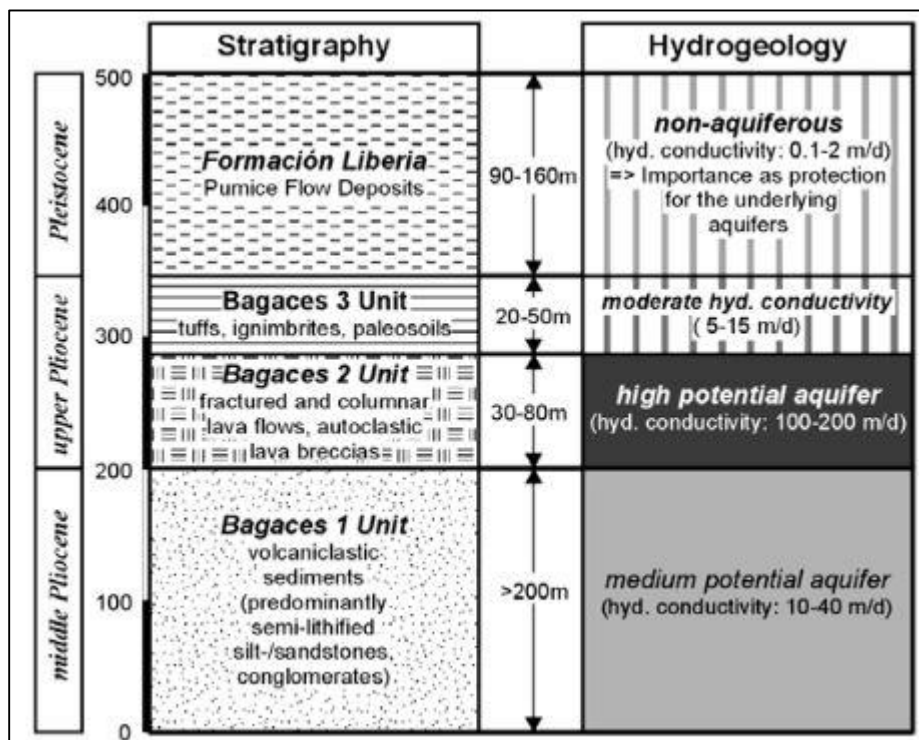 Stratigraphy
Hydrogeology
Pleistocene
upper Pliocene
middle Pliocene
500
400
300
200
100
0
Formación Liberia
Pumice Flow Deposits
90-160m
non-aquiferous
(hyd. conductivity: 0.1-2 m/d)
=> Importance as protection
for the underlying
aquifers
Bagaces 3 Unit
tuffs, ignimbrites, paleosoils
20-50m
moderate hyd. conductivity
( 5-15 m/d)
Bagaces 2 Unit
fractured and columnar
lava flows, autoclastic
lava breccias
30-80m
high potential aquifer
(hyd. conductivity: 100-200 m/d)
Bagaces 1 Unit
volcaniclastic
sediments
(predominantly
semi-lithified
silt-/sandstones,
conglomerates)
>200m
medium potential aquifer
(hyd. conductivity: 10-40 m/d)